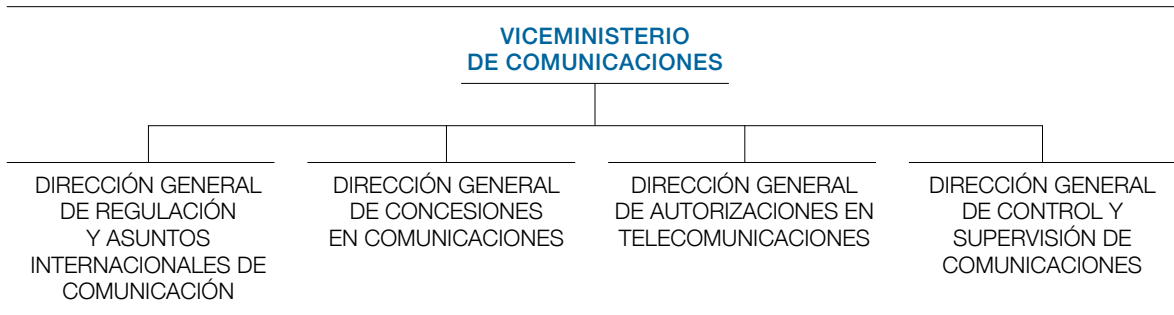 VICEMINISTERIO
DE COMUNICACIONES
DIRECCIÓN GENERAL
DE REGULACIÓN
Y ASUNTOS
INTERNACIONALES DE
COMUNICACIÓN
DIRECCIÓN GENERAL
DE CONCESIONES
EN COMUNICACIONES
DIRECCIÓN GENERAL
DE AUTORIZACIONES EN
TELECOMUNICACIONES
DIRECCIÓN GENERAL
DE CONTROL Y
SUPERVISIÓN DE
COMUNICACIONES